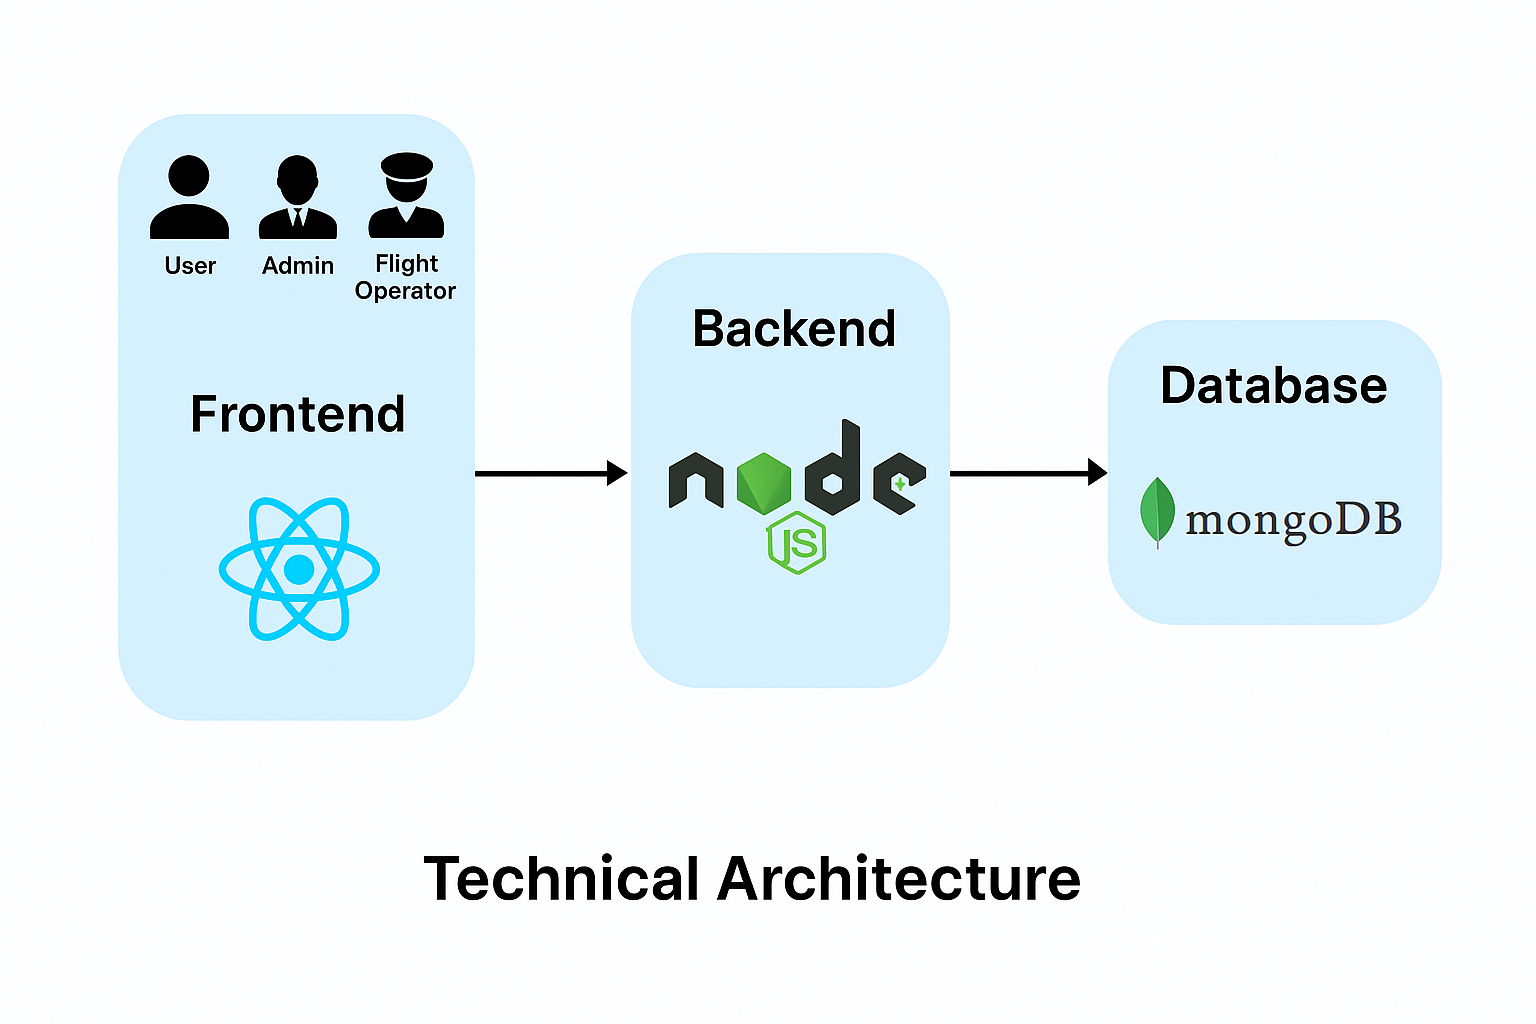 User
Admin
Flight
Operator
Frontend
Backend
node
JS
Database
mongoDB
Technical Architecture